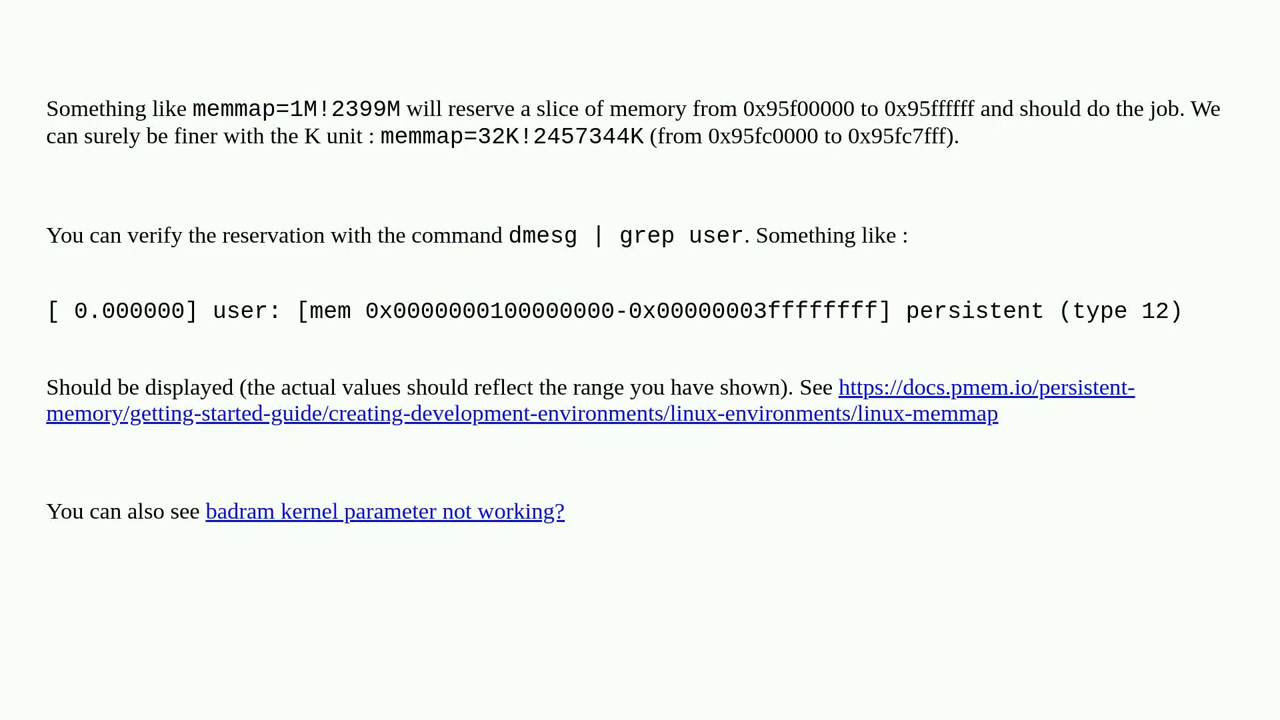 Something like memmap=1M!2399M will reserve a slice of memory from 0x95f00000 to 0x95ffffff and should do the job. We
can surely be finer with the K unit : memmap=32K!2457344K (from 0x95fc0000 to 0x95fc7fff).
You can verify the reservation with the command dmesg | grep user. Something like :
[ 0.000000] user: [mem 0x0000000100000000-0x00000003ffffffff] persistent (type 12)
Should be displayed (the actual values should reflect the range you have shown). See https://docs.pmem.io/persistent-
memory/getting-started-guide/creating-development-environments/linux-environments/linux-memmap
You can also see badram kernel parameter not working?